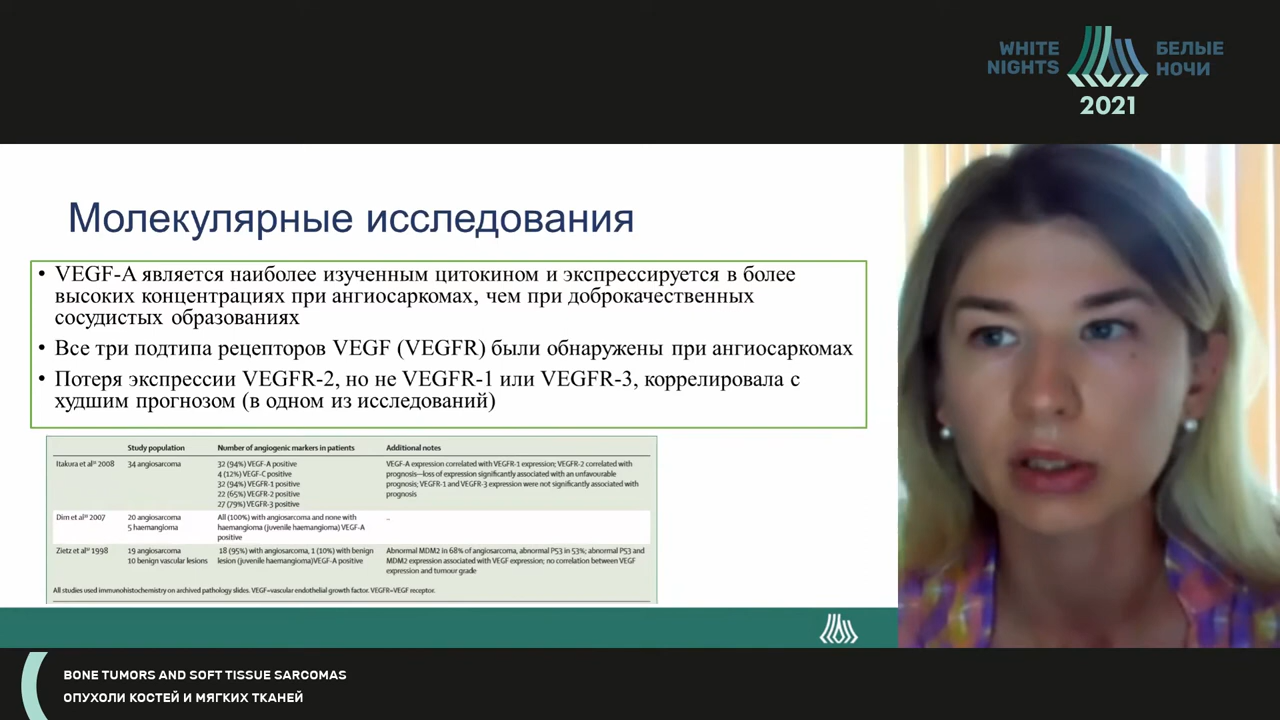 WHITE NIGHTS
БЕЛЫЕ НОЧИ
2021
Молекулярные исследования
• VEGF-A является наиболее изученным цитокином и экспрессируется в более
высоких концентрациях при ангиосаркомах, чем при доброкачественных
сосудистых образованиях
• Все три подтипа рецепторов VEGF (VEGFR) были обнаружены при ангиосаркомах
• Потеря экспрессии VEGFR-2, но не VEGFR-1 или VEGFR-3, коррелировала с
худшим прогнозом (в одном из исследований)
Study population Number of angiogenic markers in patients Additional notes
Itakura et al 2008 34 angiosarcoma 32 (94%) VEGF-A positive VEGF-A expression correlated with VEGFR-1 expression; VEGFR-2 correlated with
4 (12%) VEGF-C positive prognosis—loss of expression significantly associated with an unfavourable
32 (94%) VEGFR-1 positive prognosis; VEGFR-1 and VEGFR-3 expression were not significantly associated with
22 (65%) VEGFR-2 positive prognosis
27 (79%) VEGFR-3 positive
Dim et al 2007 20 angiosarcoma All (100%) with angiosarcoma and none with ..
5 haemangioma haemangioma (juvenile haemangioma) VEGF-A
positive
Zietz et al 1998 19 angiosarcoma 18 (95%) with angiosarcoma, 1 (10%) with benign Abnormal MDM2 in 68% of angiosarcoma, abnormal P53 in 53%; abnormal P53 and
10 benign vascular lesions lesion (juvenile haemangioma)VEGF-A positive MDM2 expression associated with VEGF expression; no correlation between VEGF
expression and tumour grade
All studies used immunohistochemistry on archived pathology slides. VEGF=vascular endothelial growth factor. VEGFR=VEGF receptor.
BONE TUMORS AND SOFT TISSUE SARCOMAS
ОПУХОЛИ КОСТЕЙ И МЯГКИХ ТКАНЕЙ